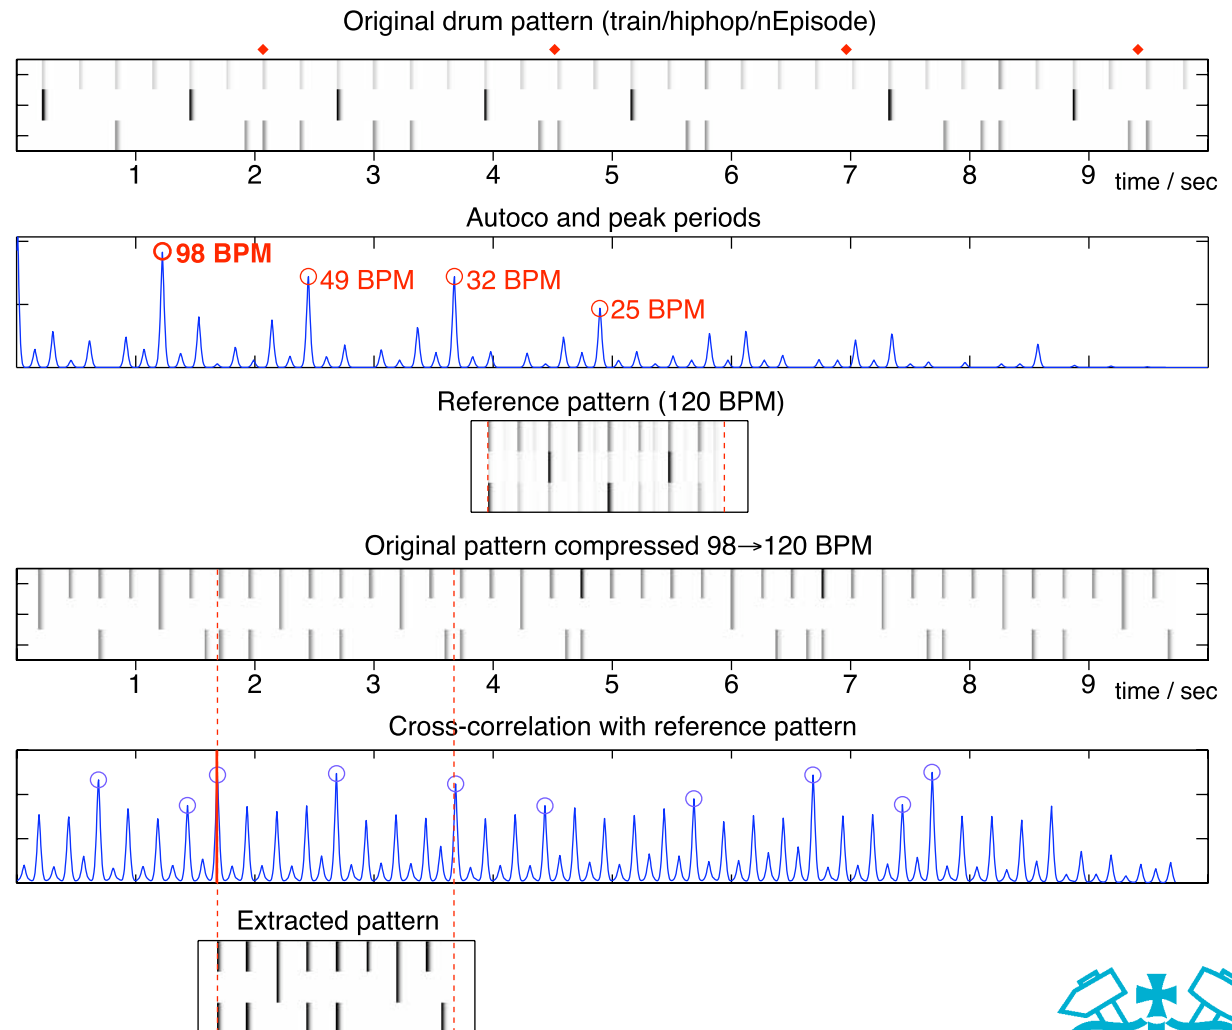 Original drum pattern (train/hiphop/nEpisode)
1 2 3 4 5 6 7 8 9 time / sec
Autoco and peak periods
98 BPM
49 BPM
32 BPM
25 BPM
Reference pattern (120 BPM)
Original pattern compressed 98→120 BPM
1 2 3 4 5 6 7 8 9 time / sec
Cross-correlation with reference pattern
Extracted pattern